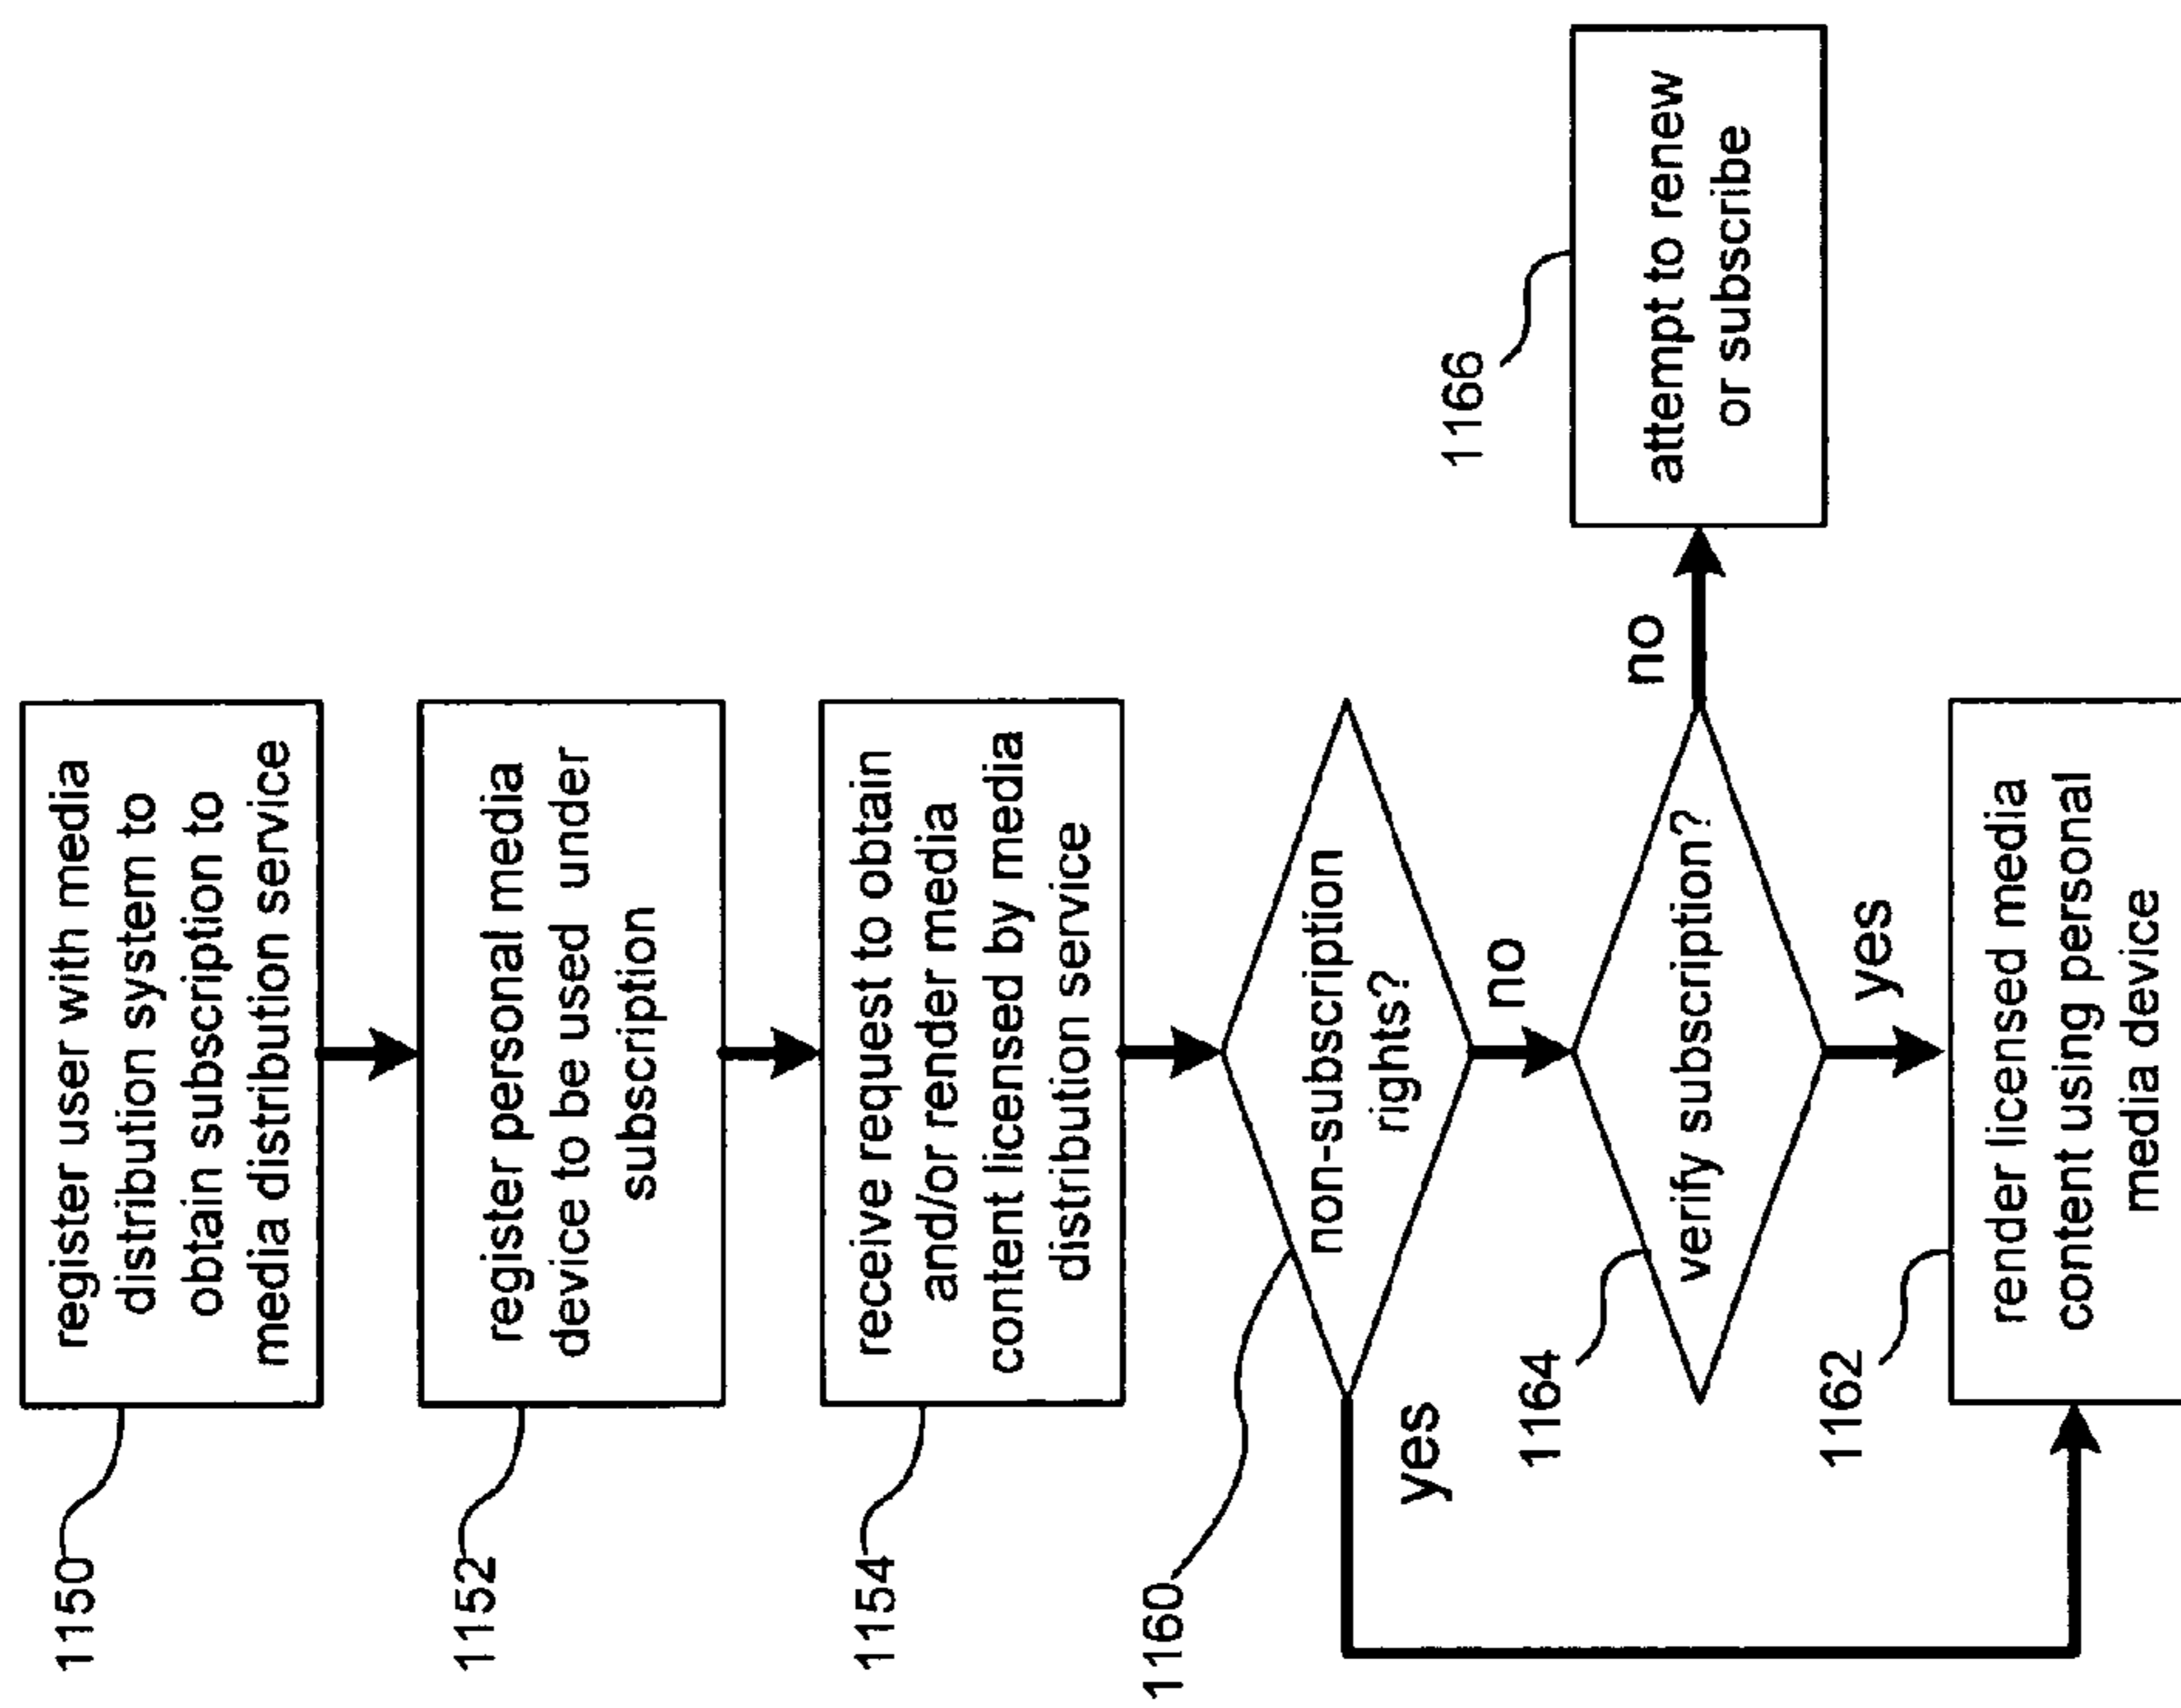 1150
register user with media
distribution system to
obtain subscription to
media distribution service
1152
register personal media
device to be used under
subscription
1154
receive request to obtain
and/or render media
content licensed by media
distribution service
1160
non-subscription
rights?
yes
no
1164
verify subscription?
no
1166
attempt to renew
or subscribe
yes
1162
render licensed media
content using personal
media device